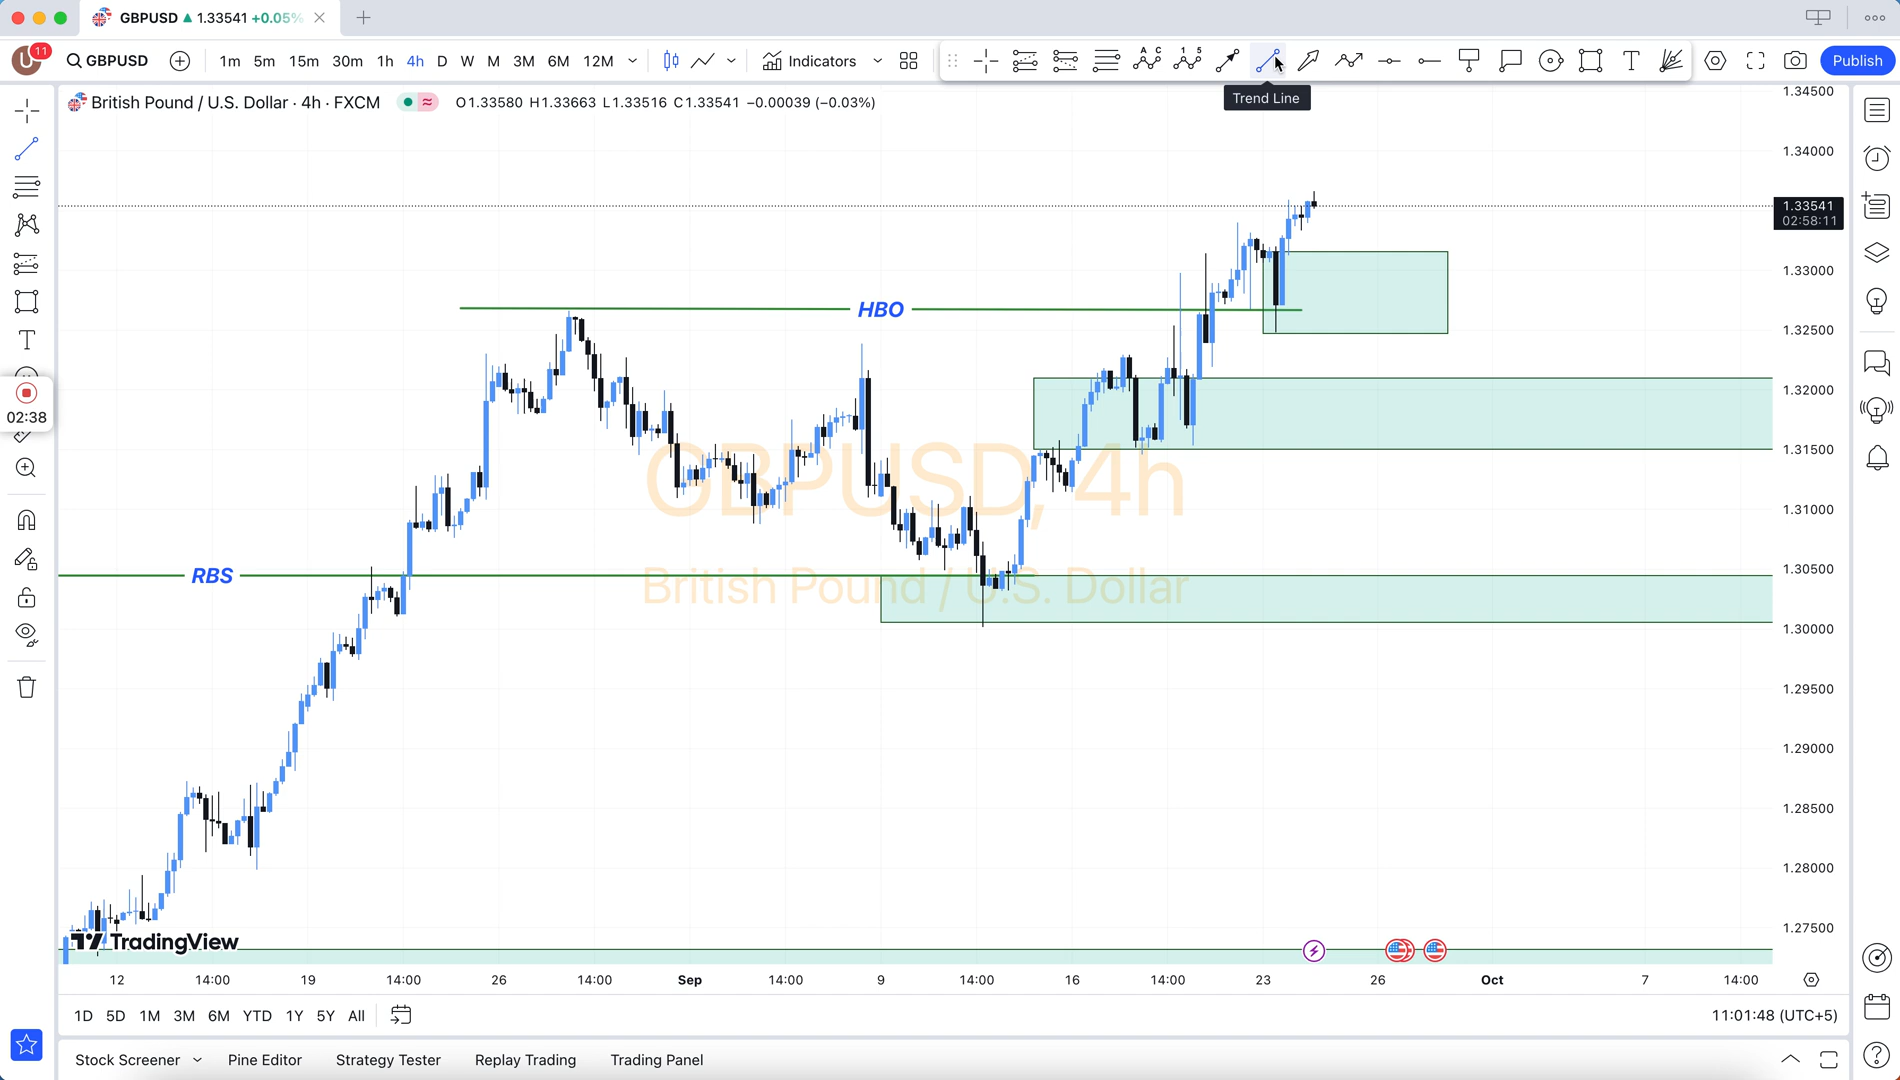 GBPUSD ▲ 1.33541 +0.05%
U 11 GBPUSD 1m 5m 15m 30m 1h 4h D W M 3M 6M 12M Indicators A C 1 5 T Publish
Trend Line
British Pound / U.S. Dollar · 4h · FXCM O1.33580 H1.33663 L1.33516 C1.33541 −0.00039 (−0.03%)
1.34500
1.34000
1.33541
02:58:11
1.33000
1.32500
1.32000
1.31500
1.31000
1.30500
1.30000
1.29500
1.29000
1.28500
1.28000
1.27500
HBO
RBS
GBPUSD, 4h
British Pound / U.S. Dollar
T
02:38
TradingView
12 14:00 19 14:00 26 14:00 Sep 14:00 9 14:00 16 14:00 23 26 Oct 7 14:00
1D 5D 1M 3M 6M YTD 1Y 5Y All 11:01:48 (UTC+5)
Stock Screener Pine Editor Strategy Tester Replay Trading Trading Panel